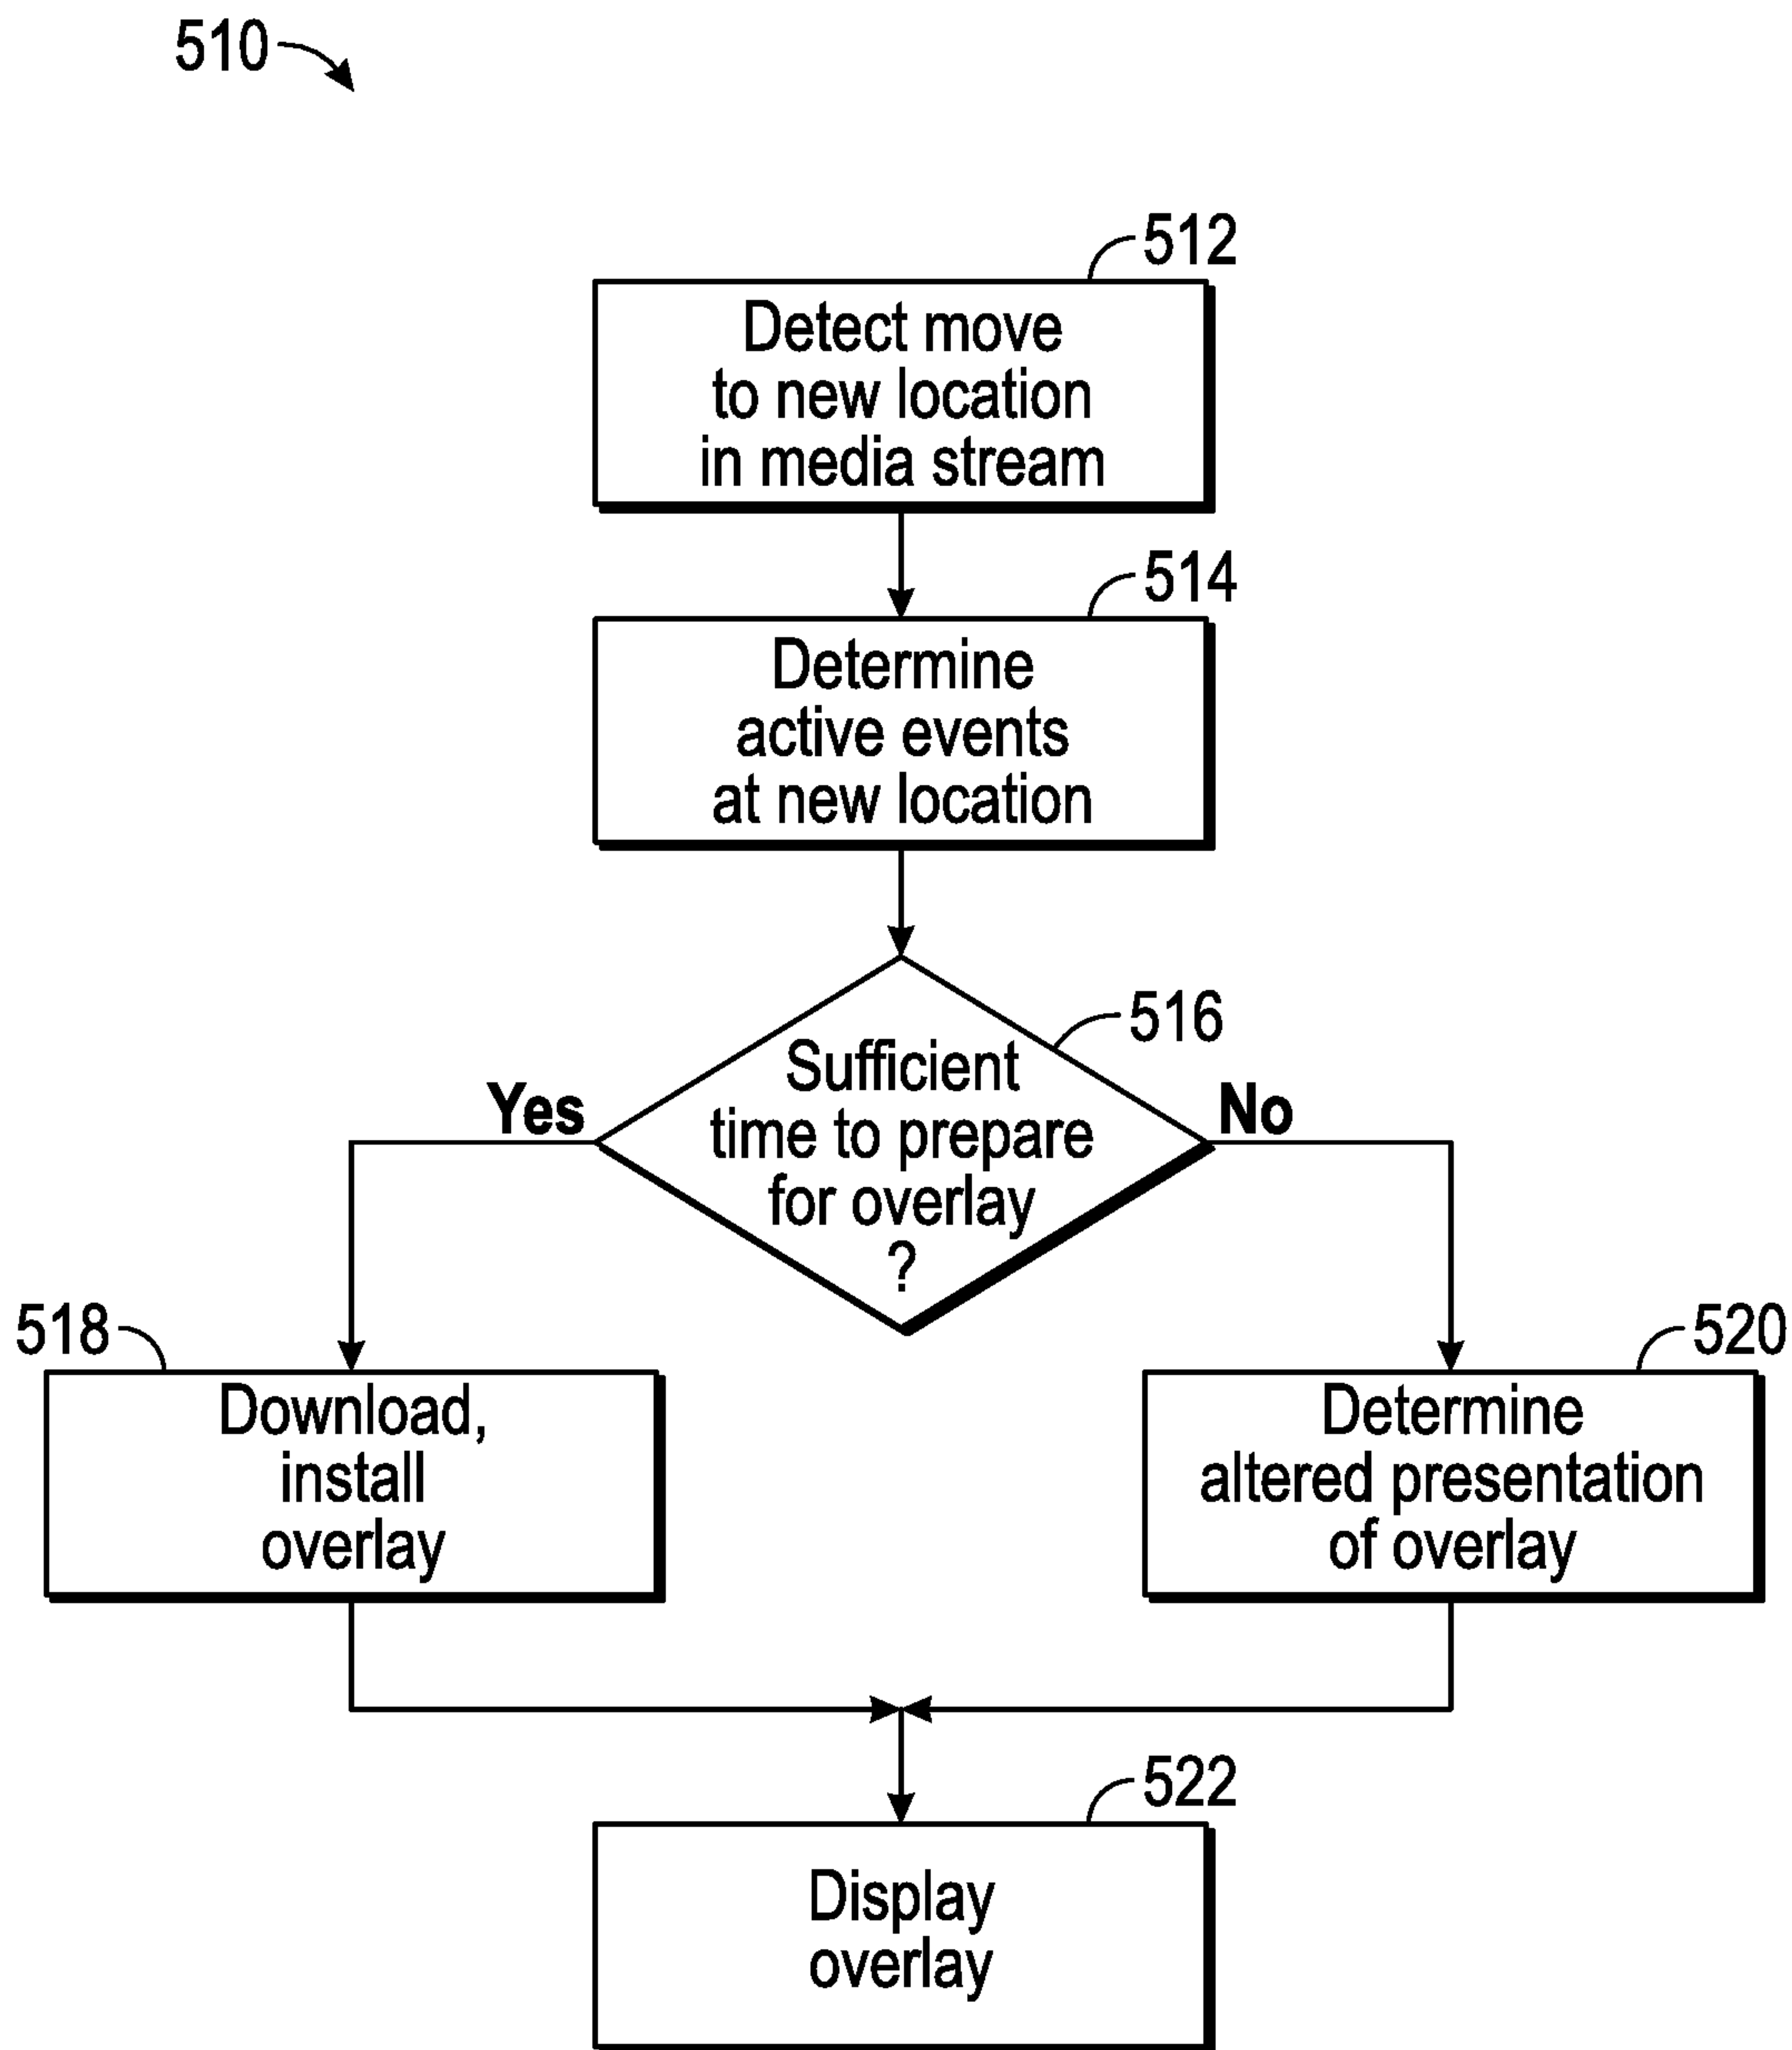 510
512
Detect move
to new location
in media stream
514
Determine
active events
at new location
516
Sufficient
time to prepare
for overlay
?
Yes
No
518
Download,
install
overlay
520
Determine
altered presentation
of overlay
522
Display
overlay